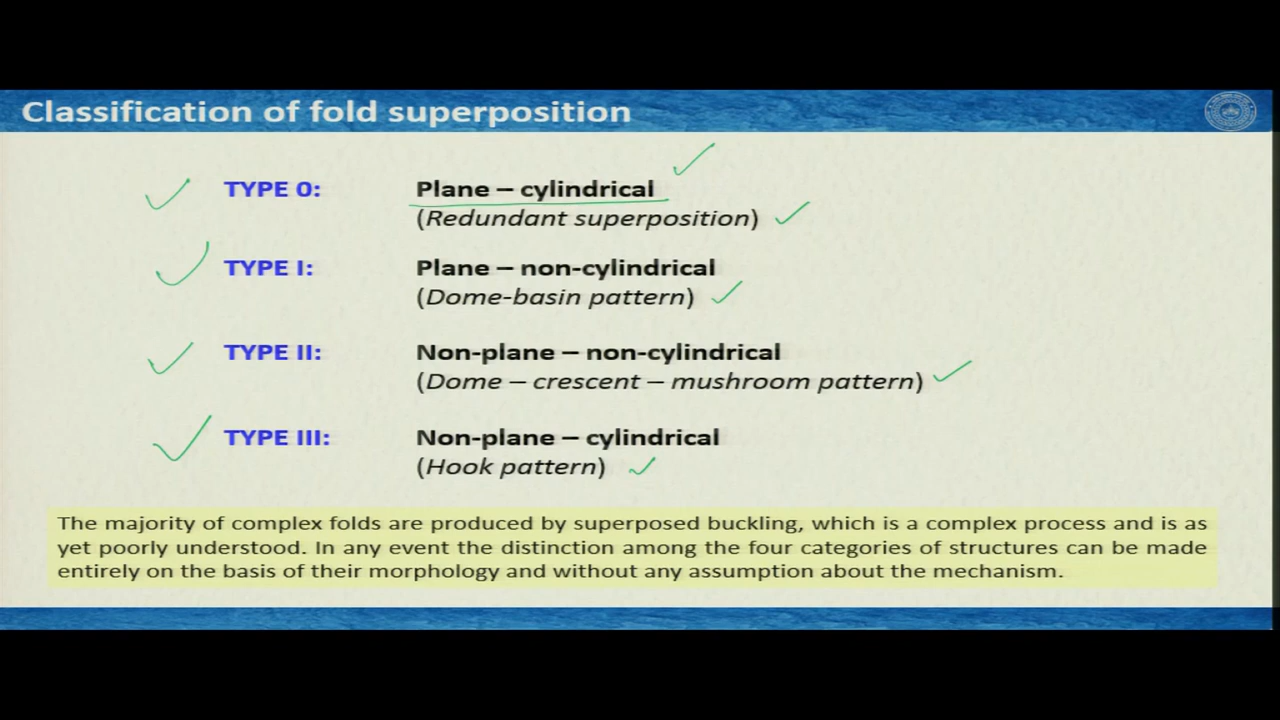 Classification of fold superposition
TYPE 0: Plane – cylindrical
(Redundant superposition)
TYPE I: Plane – non-cylindrical
(Dome-basin pattern)
TYPE II: Non-plane – non-cylindrical
(Dome – crescent – mushroom pattern)
TYPE III: Non-plane – cylindrical
(Hook pattern)
The majority of complex folds are produced by superposed buckling, which is a complex process and is as
yet poorly understood. In any event the distinction among the four categories of structures can be made
entirely on the basis of their morphology and without any assumption about the mechanism.